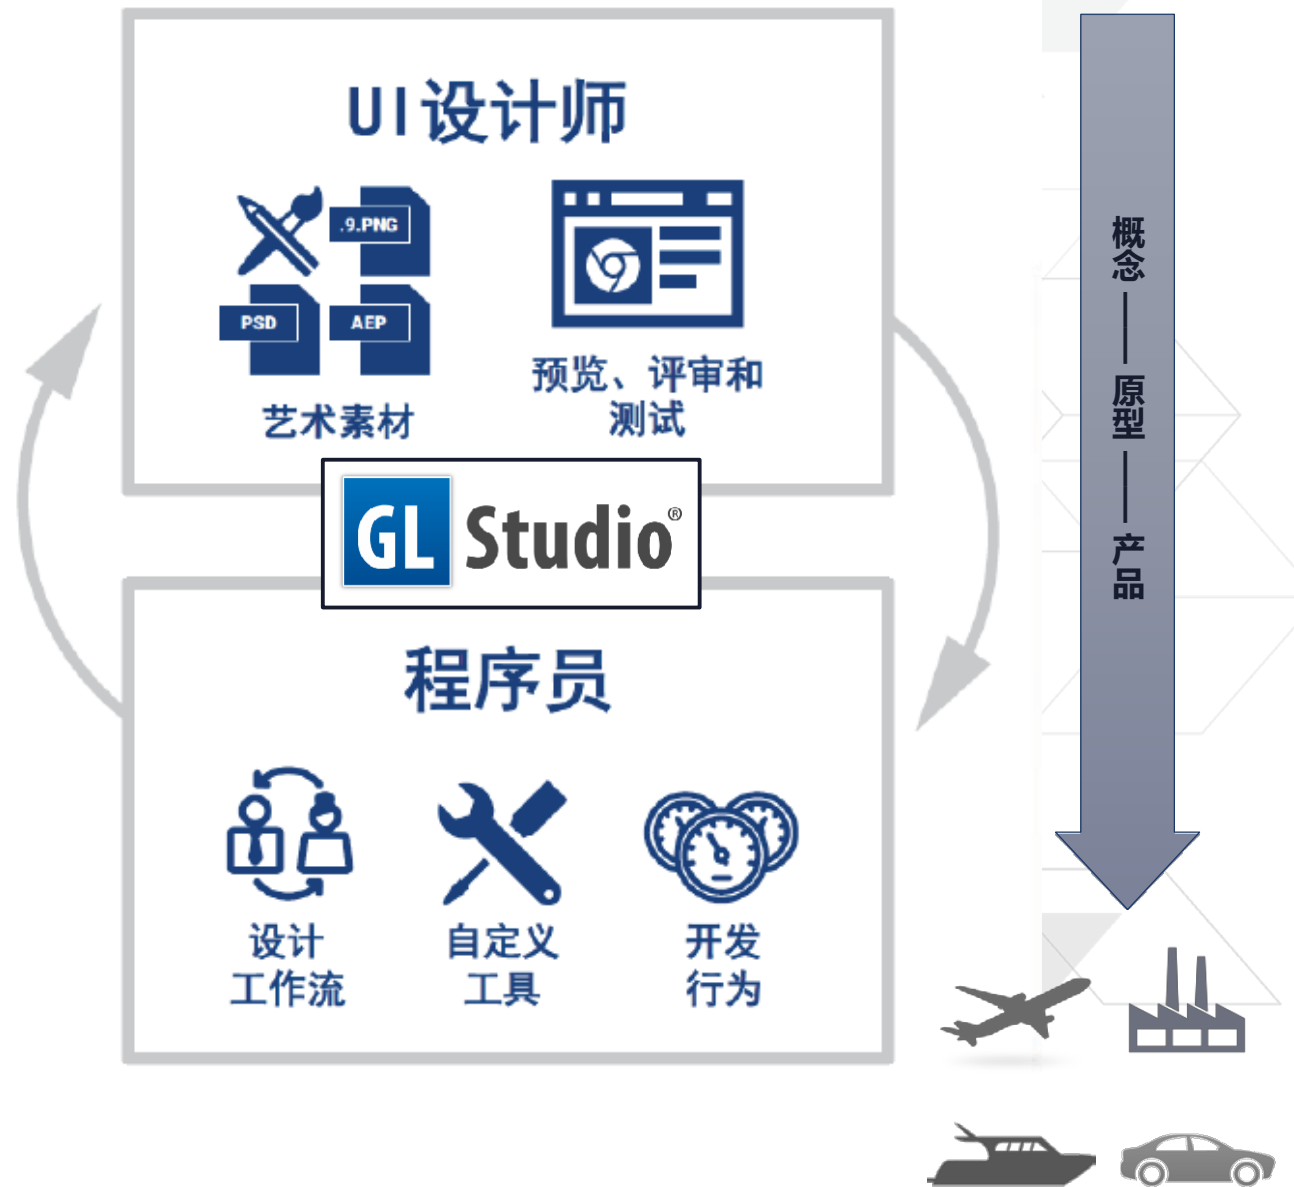 UI设计师
.9.PNG
PSD
AEP
艺术素材
预览、评审和
测试
GL Studio®
程序员
设计
工作流
自定义
工具
开发
行为
概念——原型——产品